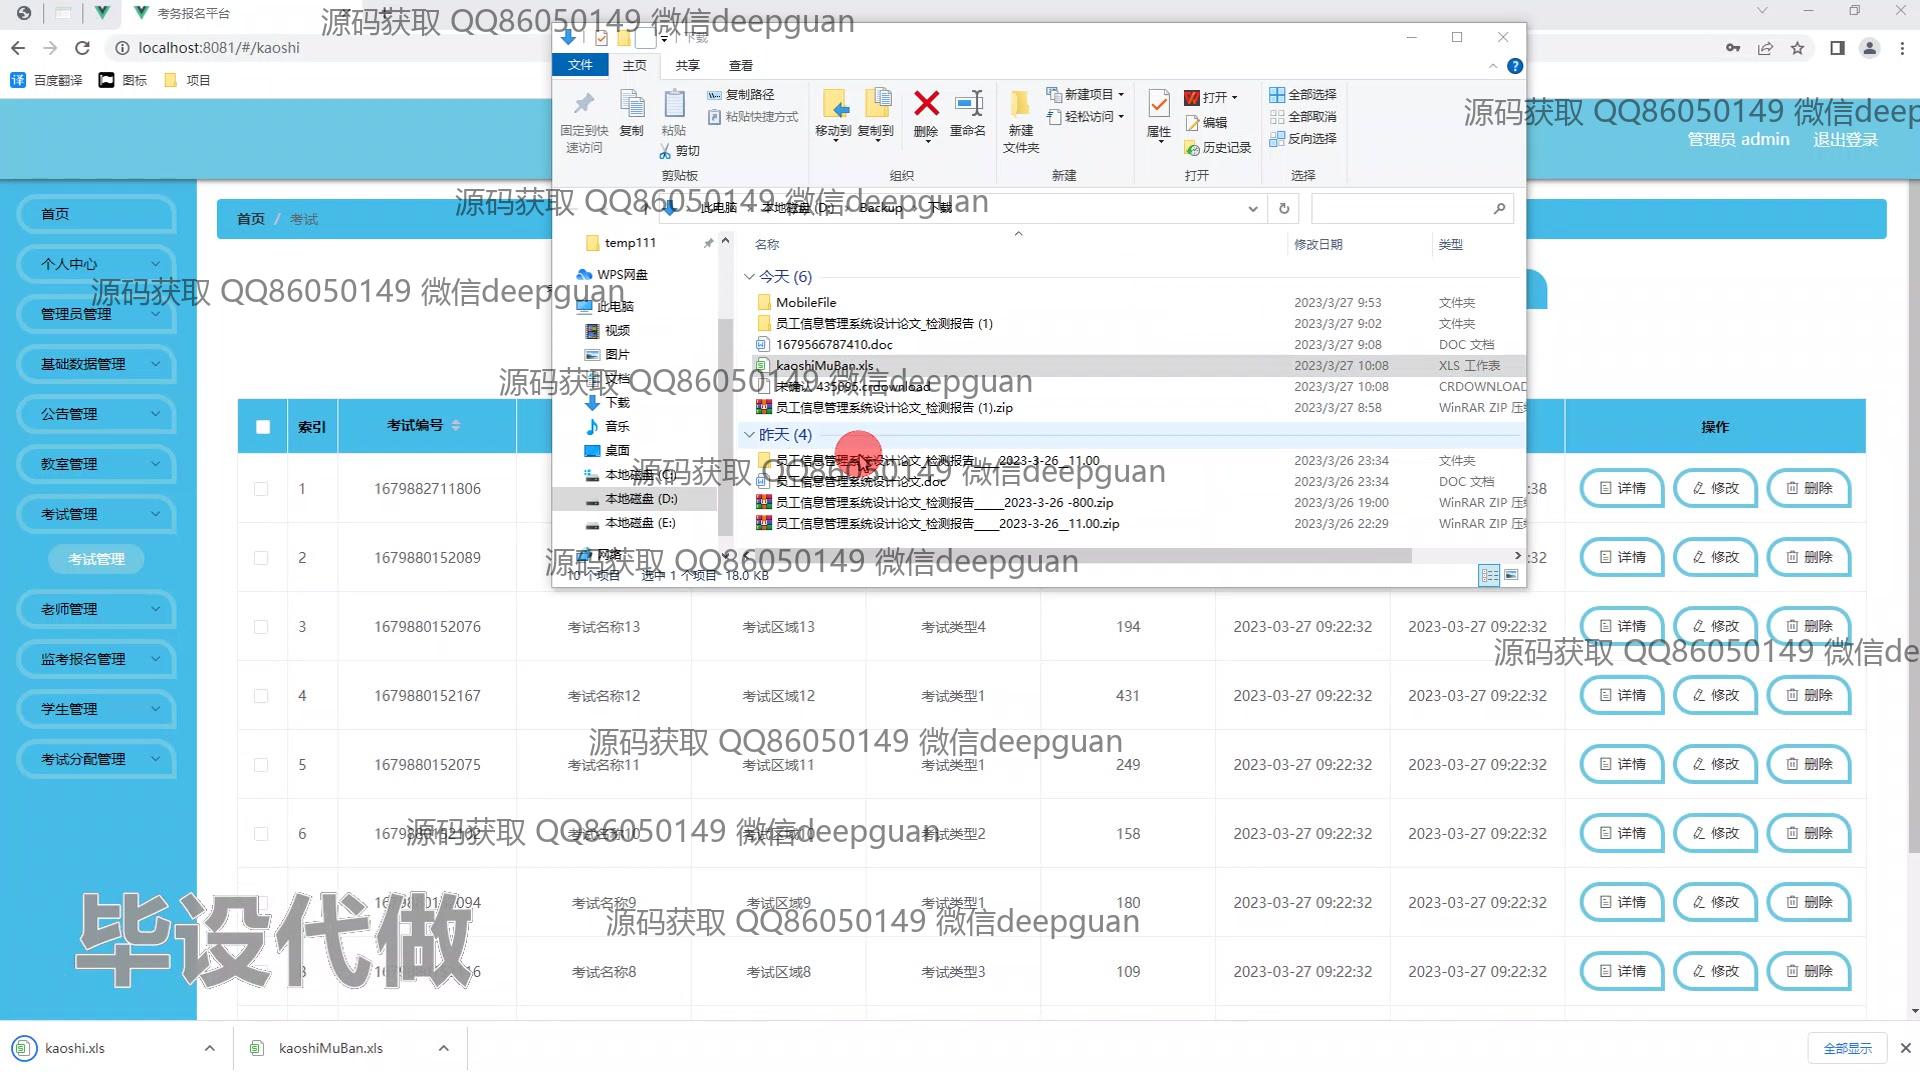 考务报名平台
localhost:8081/#/kaoshi
百度翻译 图标 项目
管理员 admin 退出登录
首页
个人中心
管理员管理
基础数据管理
公告管理
教室管理
考试管理
考试管理
老师管理
监考报名管理
学生管理
考试分配管理
首页 / 考试
下载
文件 主页 共享 查看
固定到快速访问
复制
粘贴
复制路径
粘贴快捷方式
剪切
剪贴板
移动到 复制到 删除 重命名
组织
新建文件夹
新建项目
轻松访问
新建
属性
打开
编辑
历史记录
打开
全部选择
全部取消
反向选择
选择
此电脑 本地磁盘 (D:) Backup 下载
temp111
WPS网盘
此电脑
视频
图片
文档
下载
音乐
桌面
本地磁盘 (C:)
本地磁盘 (D:)
本地磁盘 (E:)
网络
名称 修改日期 类型
今天 (6)
MobileFile 2023/3/27 9:53 文件夹
员工信息管理系统设计论文_检测报告 (1) 2023/3/27 9:02 文件夹
1679566787410.doc 2023/3/27 9:08 DOC 文档
kaoshiMuBan.xls 2023/3/27 10:08 XLS 工作表
未确认 435095.crdownload 2023/3/27 10:08 CRDOWNLOAD
员工信息管理系统设计论文_检测报告 (1).zip 2023/3/27 8:58 WinRAR ZIP
昨天 (4)
员工信息管理系统设计论文_检测报告____2023-3-26__11.00 2023/3/26 23:34 文件夹
员工信息管理系统设计论文.doc 2023/3/26 23:34 DOC 文档
员工信息管理系统设计论文_检测报告____2023-3-26 -800.zip 2023/3/26 19:00 WinRAR ZIP
员工信息管理系统设计论文_检测报告____2023-3-26__11.00.zip 2023/3/26 22:29 WinRAR ZIP
10 个项目 选中 1 个项目 18.0 KB
索引 考试编号 操作
1 1679882711806 :38 详情 修改 删除
2 1679880152089 :32 详情 修改 删除
3 1679880152076 考试名称13 考试区域13 考试类型4 194 2023-03-27 09:22:32 2023-03-27 09:22:32 详情 修改 删除
4 1679880152167 考试名称12 考试区域12 考试类型1 431 2023-03-27 09:22:32 2023-03-27 09:22:32 详情 修改 删除
5 1679880152075 考试名称11 考试区域11 考试类型1 249 2023-03-27 09:22:32 2023-03-27 09:22:32 详情 修改 删除
6 1679880152102 考试名称10 考试区域10 考试类型2 158 2023-03-27 09:22:32 2023-03-27 09:22:32 详情 修改 删除
考试名称9 考试区域9 考试类型1 180 2023-03-27 09:22:32 2023-03-27 09:22:32 详情 修改 删除
8 考试名称8 考试区域8 考试类型3 109 2023-03-27 09:22:32 2023-03-27 09:22:32 详情 修改 删除
源码获取 QQ86050149 微信deepguan
源码获取 QQ86050149 微信deep
源码获取 QQ86050149 微信deepguan
源码获取 QQ86050149 微信deepguan
源码获取 QQ86050149 微信deepguan
源码获取 QQ86050149 微信deepguan
源码获取 QQ86050149 微信deepguan
源码获取 QQ86050149 微信de
源码获取 QQ86050149 微信deepguan
源码获取 QQ86050149 微信deepguan
源码获取 QQ86050149 微信deepguan
毕设代做
kaoshi.xls kaoshiMuBan.xls 全部显示